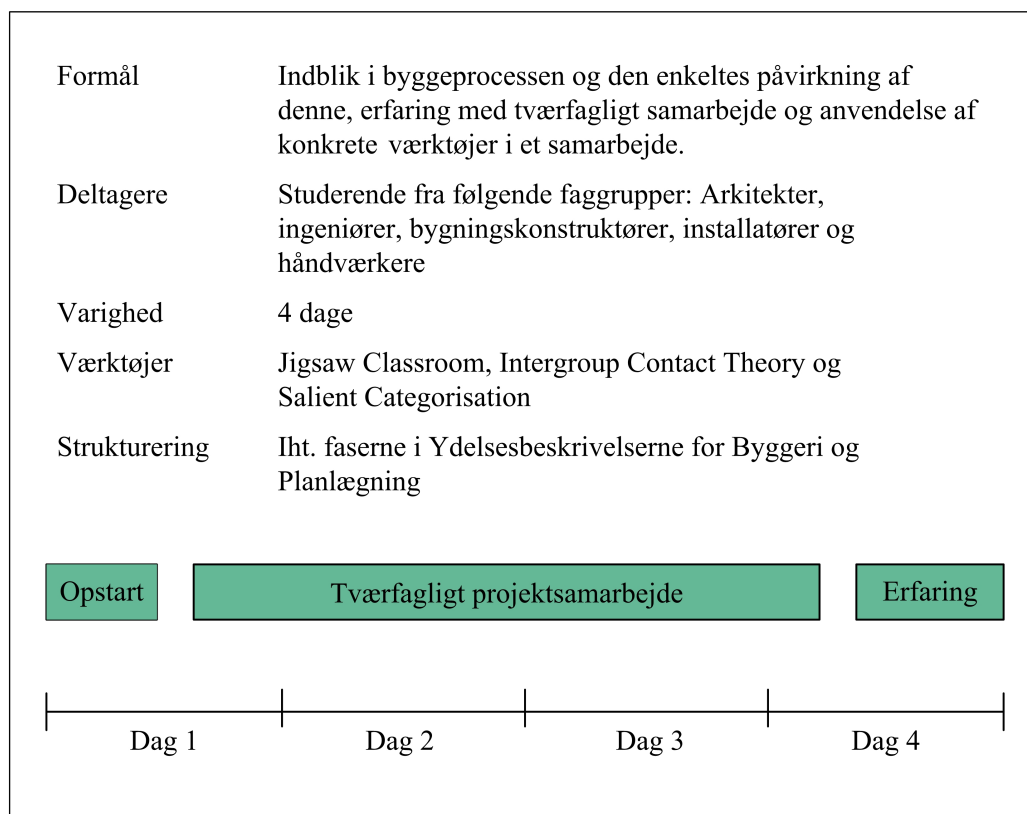 Formål
Indblik i byggeprocessen og den enkeltes påvirkning af
denne, erfaring med tværfagligt samarbejde og anvendelse af
konkrete værktøjer i et samarbejde.
Deltagere
Studerende fra følgende faggrupper: Arkitekter,
ingeniører, bygningskonstruktører, installatører og
håndværkere
Varighed
4 dage
Værktøjer
Jigsaw Classroom, Intergroup Contact Theory og
Salient Categorisation
Strukturering
Iht. faserne i Ydelsesbeskrivelserne for Byggeri og
Planlægning
Opstart
Tværfagligt projektsamarbejde
Erfaring
Dag 1
Dag 2
Dag 3
Dag 4